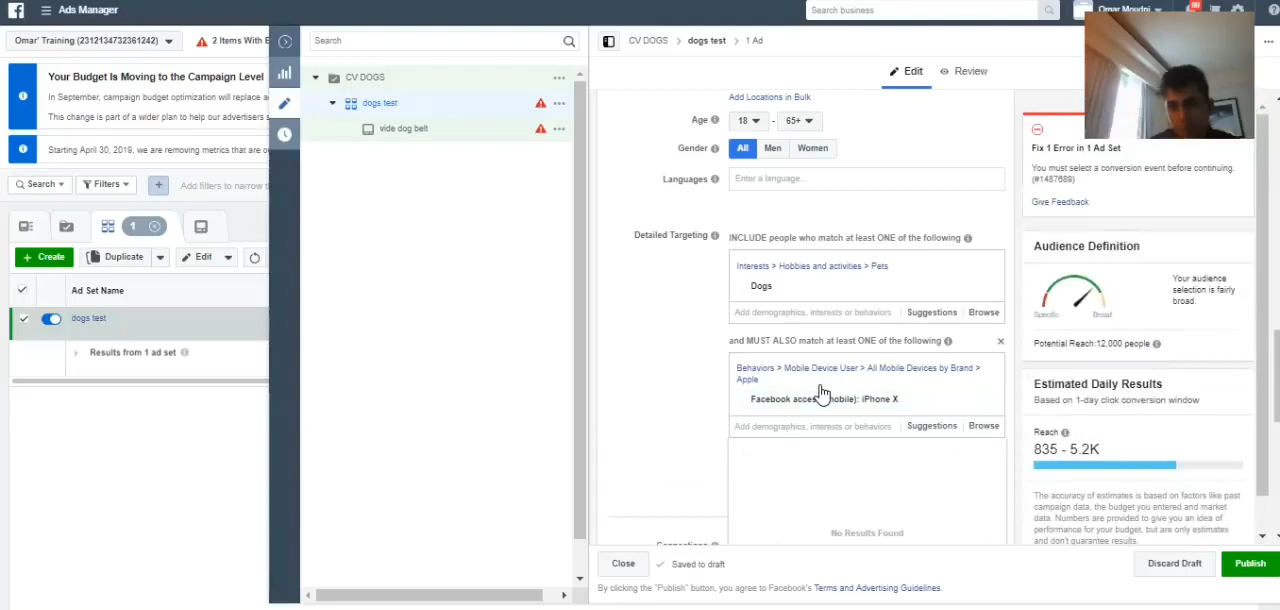 Ads Manager
Search business
Omar Moudni
99
Omar' Training (2312134732361242)
2 Items With E
Search
CV DOGS > dogs test > 1 Ad
Your Budget Is Moving to the Campaign Level
In September, campaign budget optimization will replace a
This change is part of a wider plan to help our advertisers s
Starting April 30, 2019, we are removing metrics that are o
Search
Filters
Add filters to narrow t
1
Create
Duplicate
Edit
Ad Set Name
dogs test
Results from 1 ad set
CV DOGS
dogs test
vide dog belt
Edit
Review
Add Locations in Bulk
Age
18
-
65+
Gender
All
Men
Women
Languages
Enter a language...
Detailed Targeting
INCLUDE people who match at least ONE of the following
Interests > Hobbies and activities > Pets
Dogs
Add demographics, interests or behaviors
Suggestions
Browse
and MUST ALSO match at least ONE of the following
Behaviors > Mobile Device User > All Mobile Devices by Brand >
Apple
Facebook acces (mobile): iPhone X
Add demographics, interests or behaviors
Suggestions
Browse
No Results Found
Close
Saved to draft
Discard Draft
Publish
By clicking the "Publish" button, you agree to Facebook's Terms and Advertising Guidelines.
Fix 1 Error in 1 Ad Set
You must select a conversion event before continuing.
(#1487689)
Give Feedback
Audience Definition
Your audience
selection is fairly
broad.
Specific
Broad
Potential Reach:12,000 people
Estimated Daily Results
Based on 1-day click conversion window
Reach
835 - 5.2K
The accuracy of estimates is based on factors like past
campaign data, the budget you entered and market
data. Numbers are provided to give you an idea of
performance for your budget, but are only estimates
and don't guarantee results.